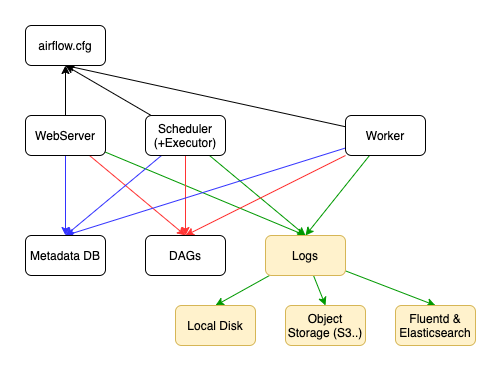 airflow.cfg
WebServer
Scheduler
(+Executor)
Worker
Metadata DB
DAGs
Logs
Local Disk
Object
Storage (S3..)
Fluentd &
Elasticsearch